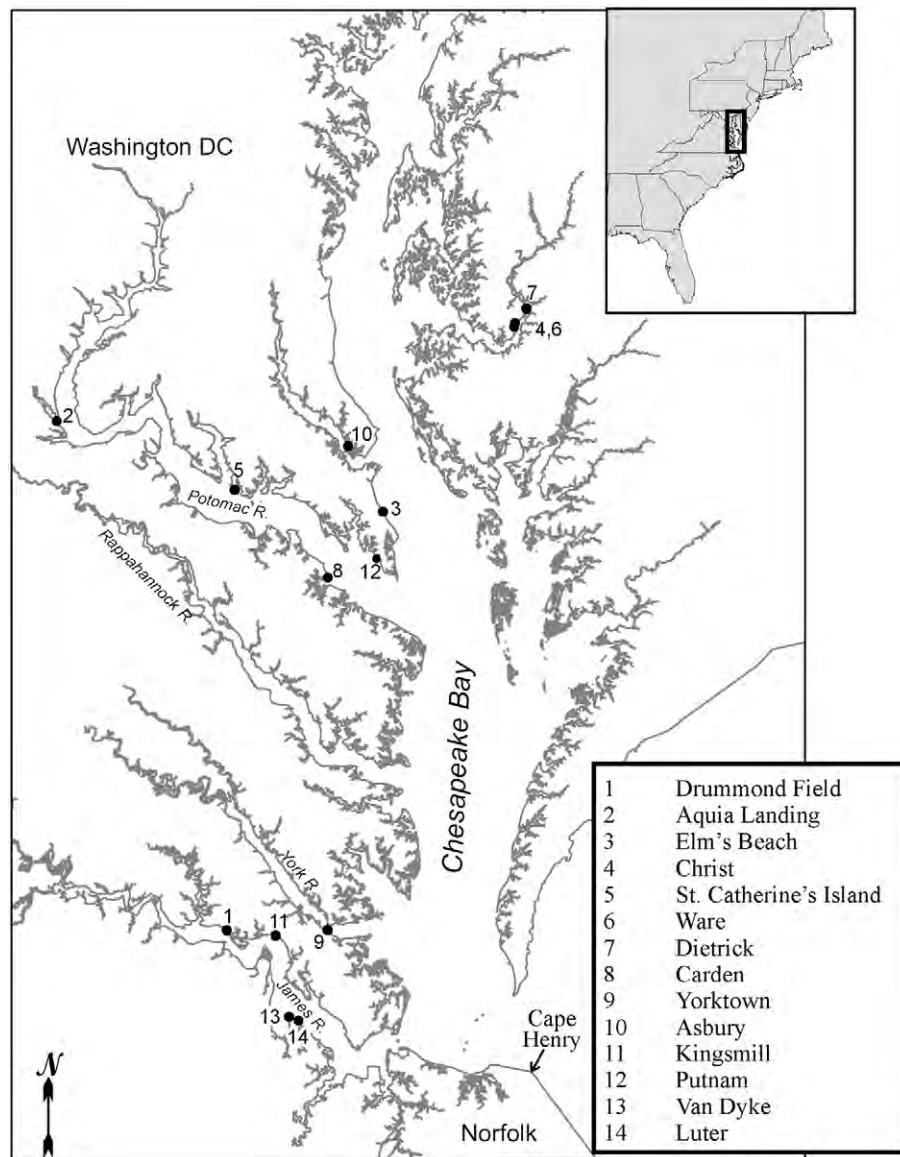 Washington DC
7
4,6
2
10
5
Potomac R.
3
12
8
Rappahannock R.
Chesapeake Bay
York R.
1
11
9
James R.
13
14
Cape
Henry
N
Norfolk
1 Drummond Field
2 Aquia Landing
3 Elm's Beach
4 Christ
5 St. Catherine's Island
6 Ware
7 Dietrick
8 Carden
9 Yorktown
10 Asbury
11 Kingsmill
12 Putnam
13 Van Dyke
14 Luter